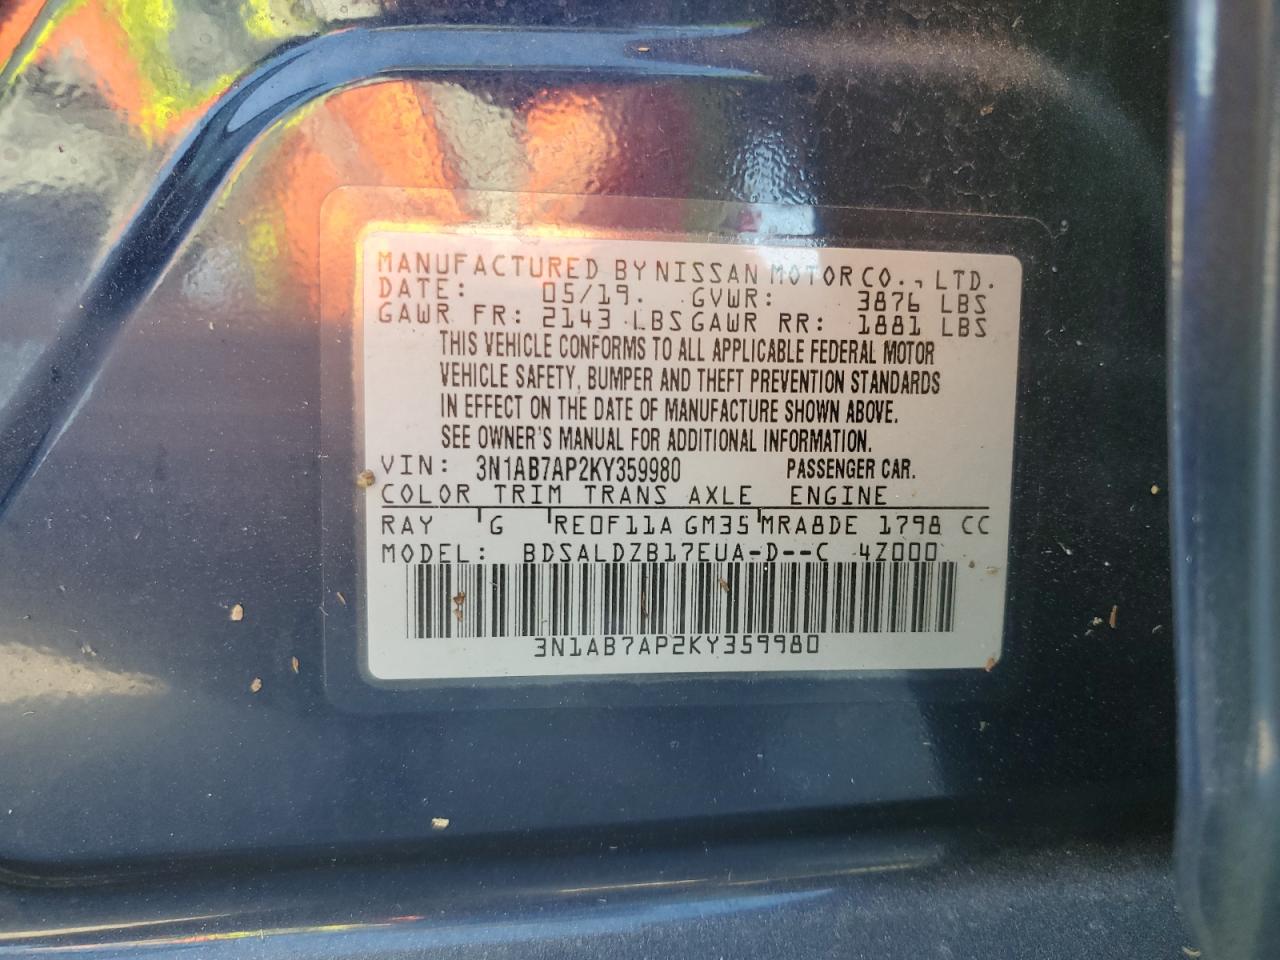 MANUFACTURED BY NISSAN MOTOR CO., LTD.
DATE: 05/19. GVWR: 3876 LBS
GAWR FR: 2143 LBS GAWR RR: 1881 LBS
THIS VEHICLE CONFORMS TO ALL APPLICABLE FEDERAL MOTOR
VEHICLE SAFETY, BUMPER AND THEFT PREVENTION STANDARDS
IN EFFECT ON THE DATE OF MANUFACTURE SHOWN ABOVE.
SEE OWNER'S MANUAL FOR ADDITIONAL INFORMATION.
VIN: 3N1AB7AP2KY359980 PASSENGER CAR.
COLOR TRIM TRANS AXLE ENGINE
RAY G RE0F11A GM35 MRA8DE 1798 CC
MODEL: BDSALDZB17EUA-D--C 4Z000
3N1AB7AP2KY359980